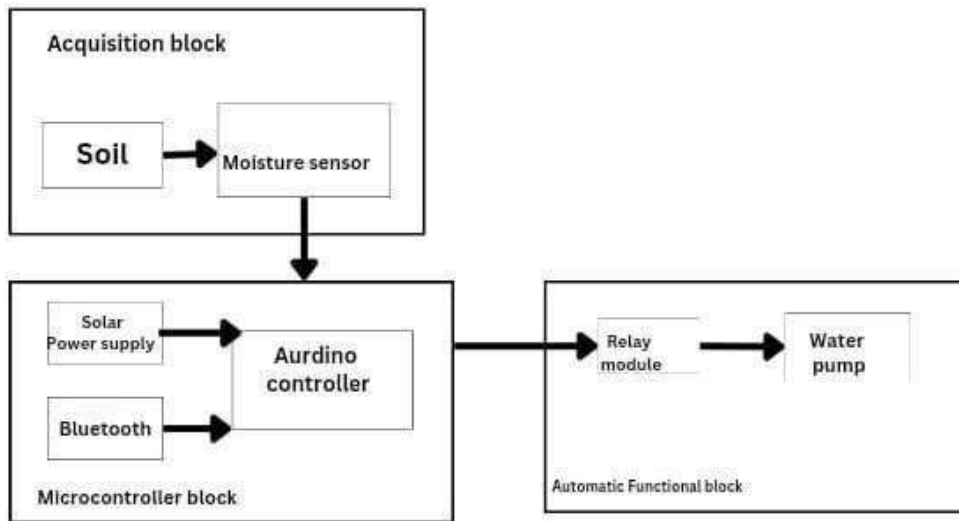 Acquisition block
Soil
Moisture sensor
Solar
Power supply
Aurdino
controller
Bluetooth
Microcontroller block
Relay
module
Water
pump
Automatic Functional block